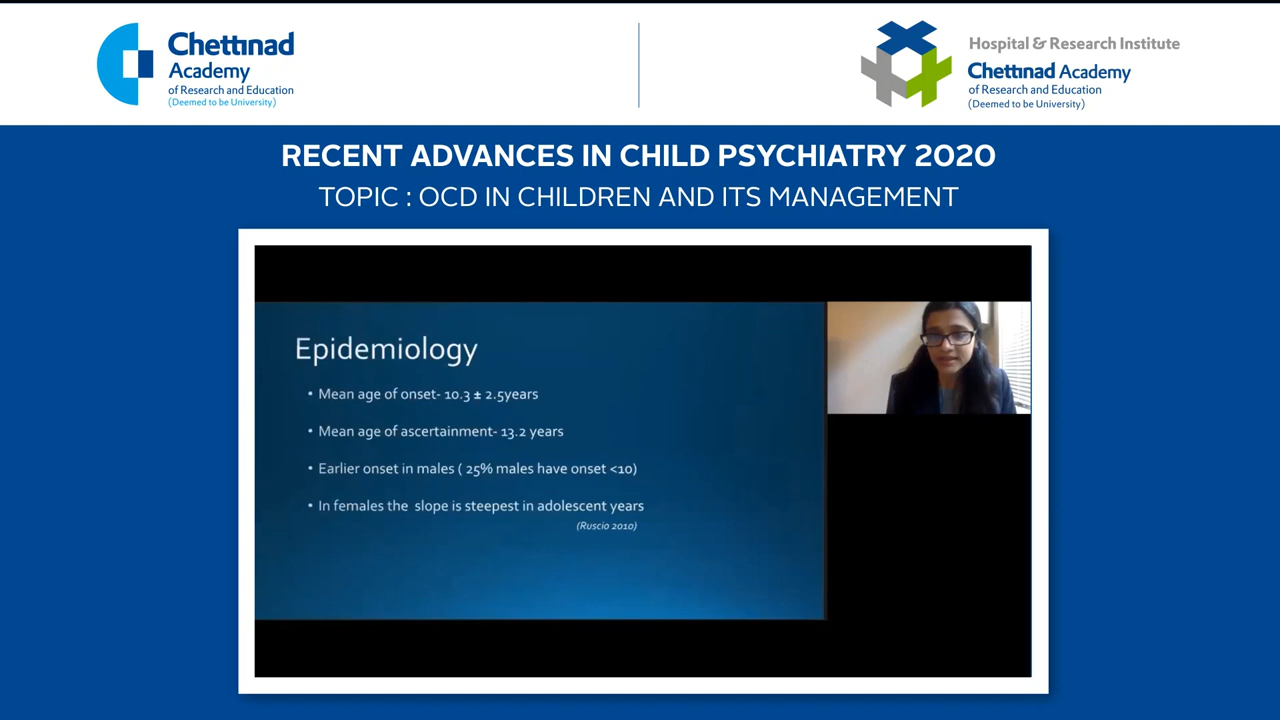 Chettinad
Academy
of Research and Education
(Deemed to be University)
Hospital & Research Institute
Chettinad Academy
of Research and Education
(Deemed to be University)
RECENT ADVANCES IN CHILD PSYCHIATRY 2020
TOPIC : OCD IN CHILDREN AND ITS MANAGEMENT
Epidemiology
• Mean age of onset- 10.3 ± 2.5years
• Mean age of ascertainment- 13.2 years
• Earlier onset in males ( 25% males have onset <10)
• In females the slope is steepest in adolescent years
(Ruscio 2010)